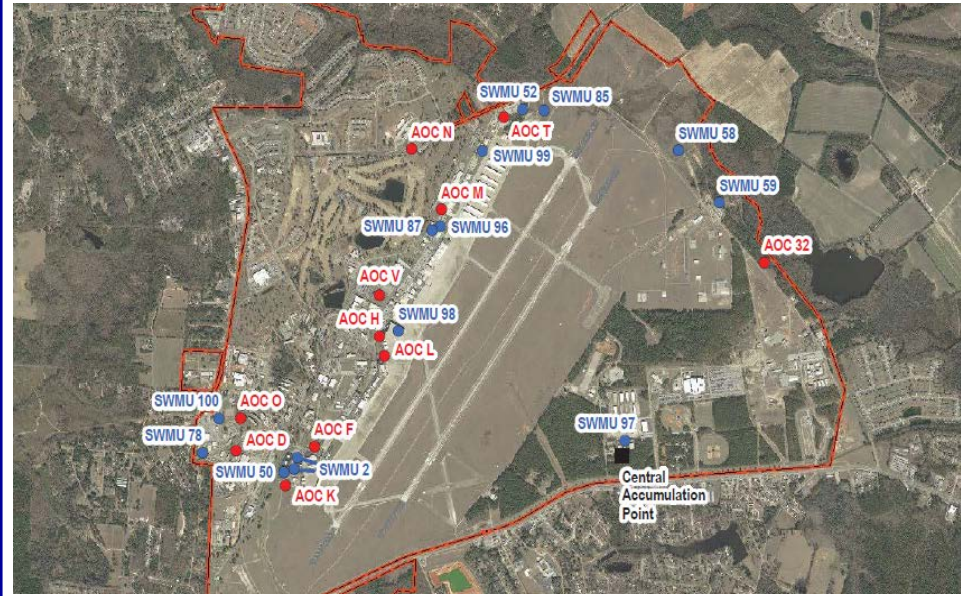 SWMU 52
SWMU 85
AOC T
AOC N
SWMU 99
SWMU 58
SWMU 59
AOC M
SWMU 87
SWMU 96
AOC 32
AOC V
AOC H
SWMU 98
AOC L
SWMU 100
AOC O
SWMU 78
AOC D
AOC F
SWMU 97
SWMU 50
SWMU 2
AOC K
Central
Accumulation
Point